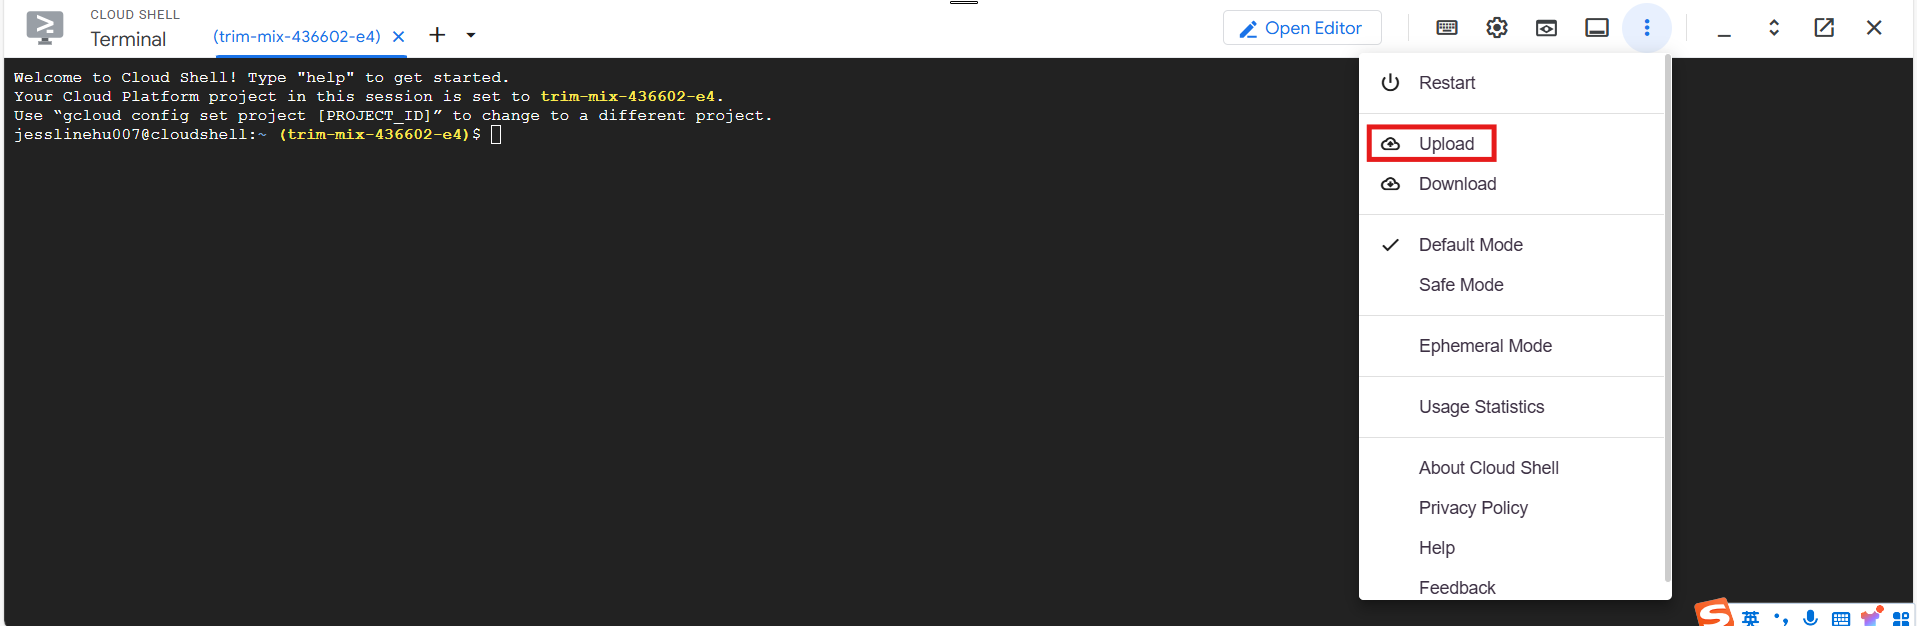 CLOUD SHELL
Terminal
(trim-mix-436602-e4)
Open Editor
Welcome to Cloud Shell! Type "help" to get started.
Your Cloud Platform project in this session is set to trim-mix-436602-e4.
Use “gcloud config set project [PROJECT_ID]” to change to a different project.
jesslinehu007@cloudshell:~ (trim-mix-436602-e4)$
Restart
Upload
Download
Default Mode
Safe Mode
Ephemeral Mode
Usage Statistics
About Cloud Shell
Privacy Policy
Help
Feedback
英